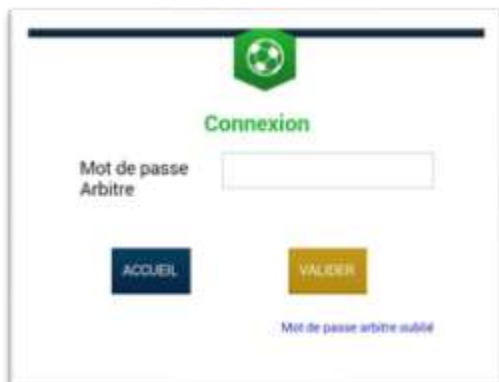 Connexion
Mot de passe
Arbitre
ACCUEIL
VALIDER
Mot de passe arbitre oublié